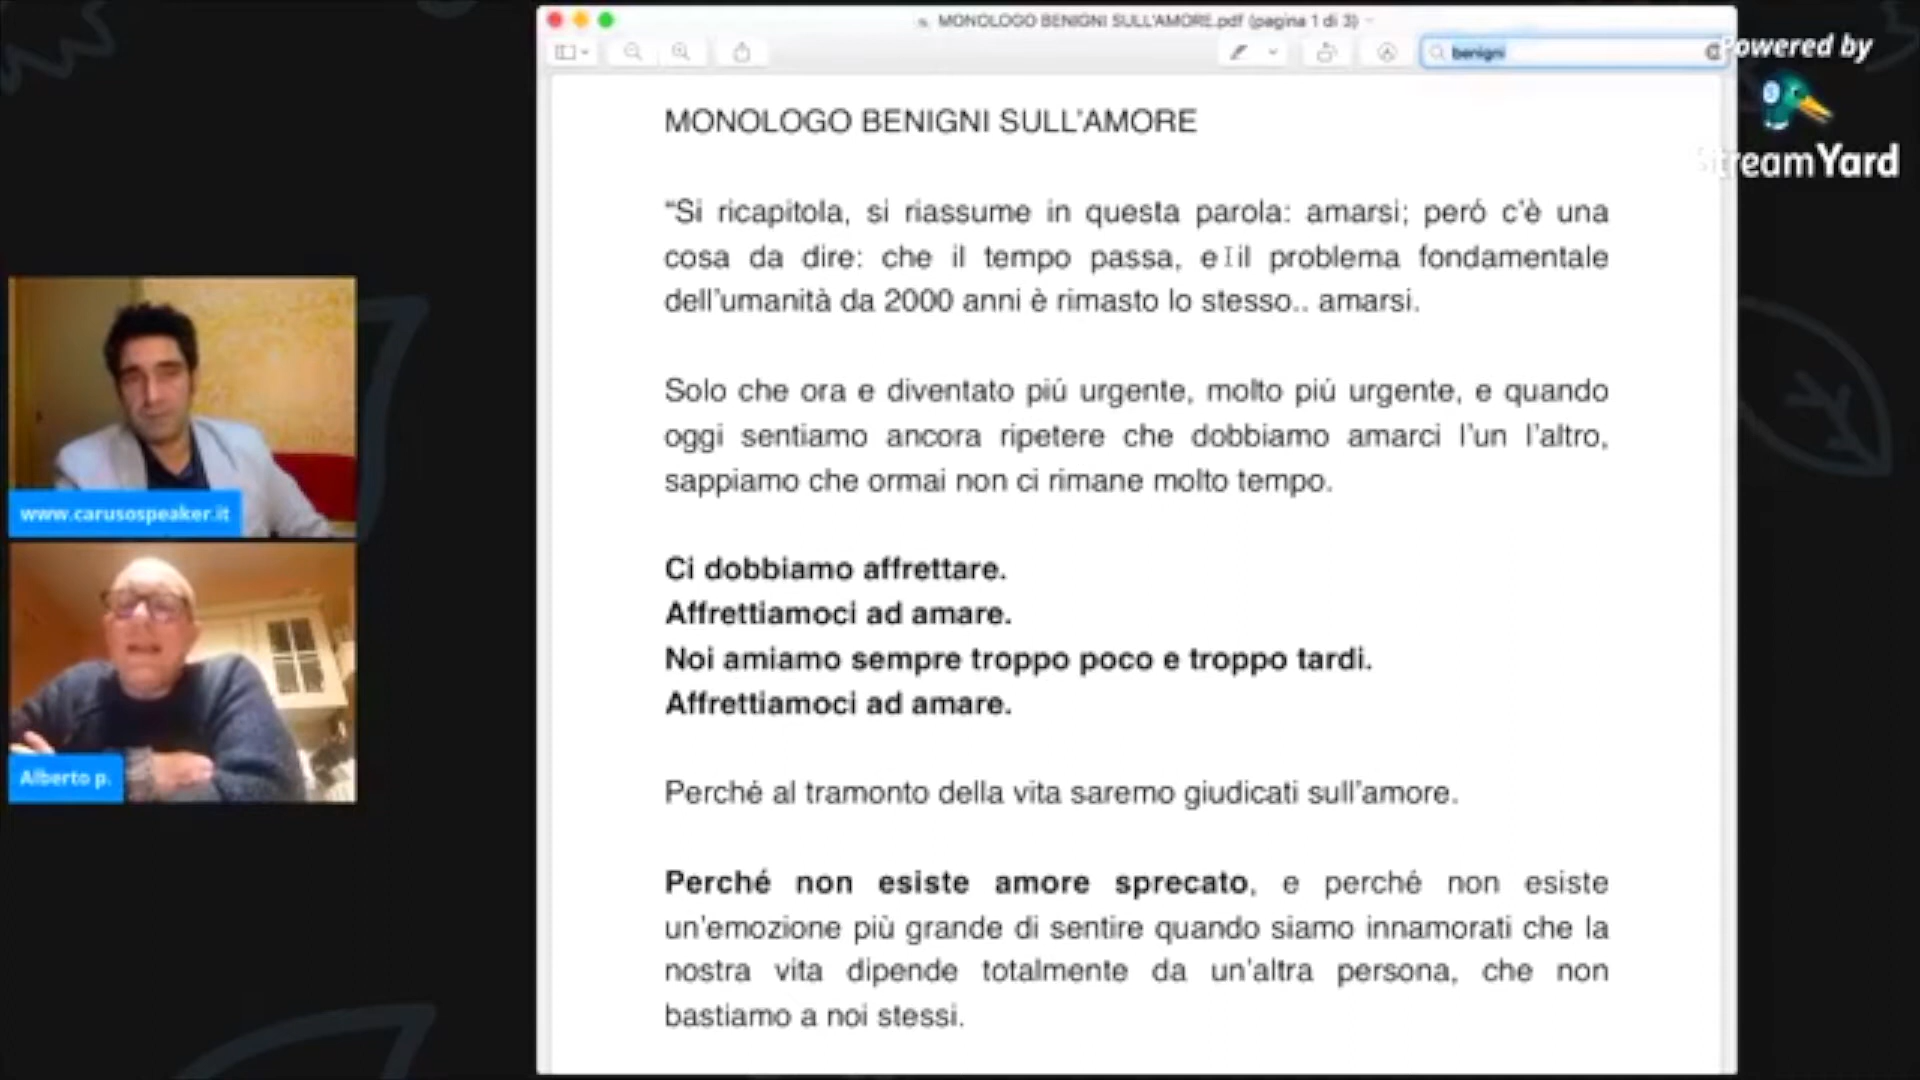 MONOLOGO BENIGNI SULL'AMORE.pdf (pagina 1 di 3)
benigni
Powered by
StreamYard
MONOLOGO BENIGNI SULL'AMORE
“Si ricapitola, si riassume in questa parola: amarsi; peró c'è una
cosa da dire: che il tempo passa, e il problema fondamentale
dell'umanità da 2000 anni è rimasto lo stesso.. amarsi.
Solo che ora e diventato piú urgente, molto piú urgente, e quando
oggi sentiamo ancora ripetere che dobbiamo amarci l'un l'altro,
sappiamo che ormai non ci rimane molto tempo.
Ci dobbiamo affrettare.
Affrettiamoci ad amare.
Noi amiamo sempre troppo poco e troppo tardi.
Affrettiamoci ad amare.
Perché al tramonto della vita saremo giudicati sull'amore.
Perché non esiste amore sprecato, e perché non esiste
un'emozione più grande di sentire quando siamo innamorati che la
nostra vita dipende totalmente da un'altra persona, che non
bastiamo a noi stessi.
www.carusospeaker.it
Alberto p.